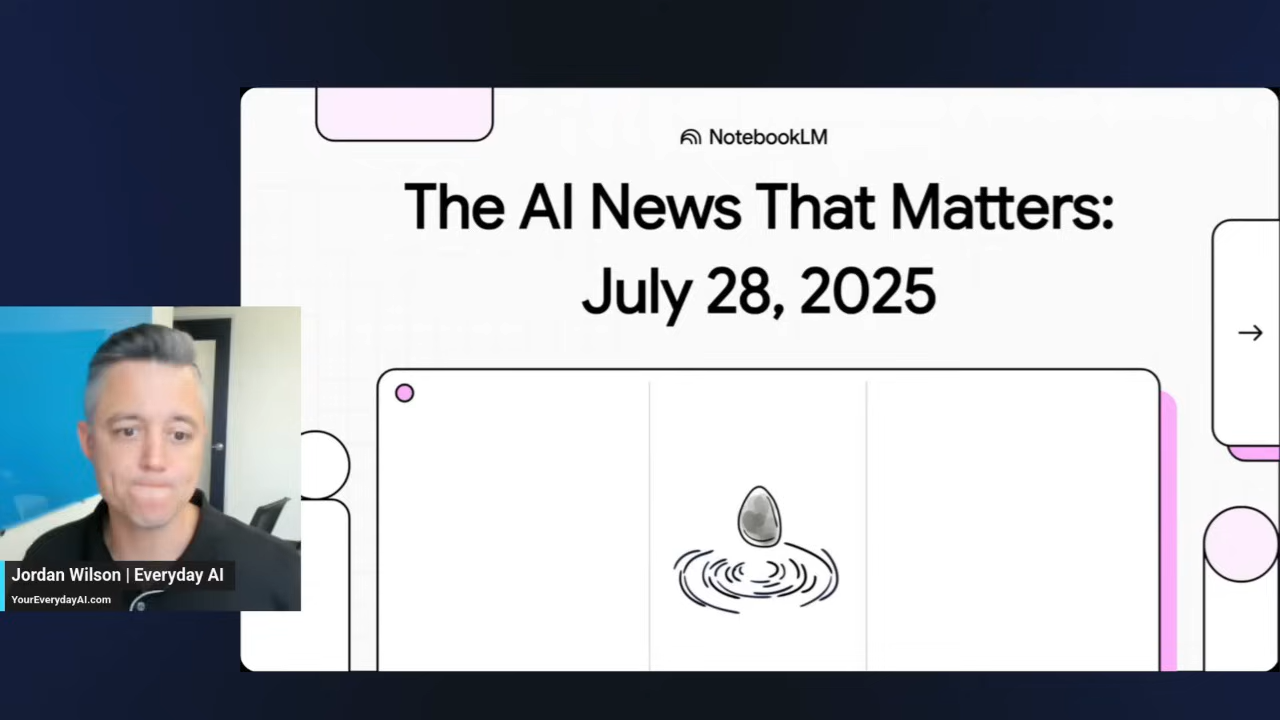 NotebookLM
The AI News That Matters:
July 28, 2025
Jordan Wilson | Everyday AI
YourEverydayAI.com